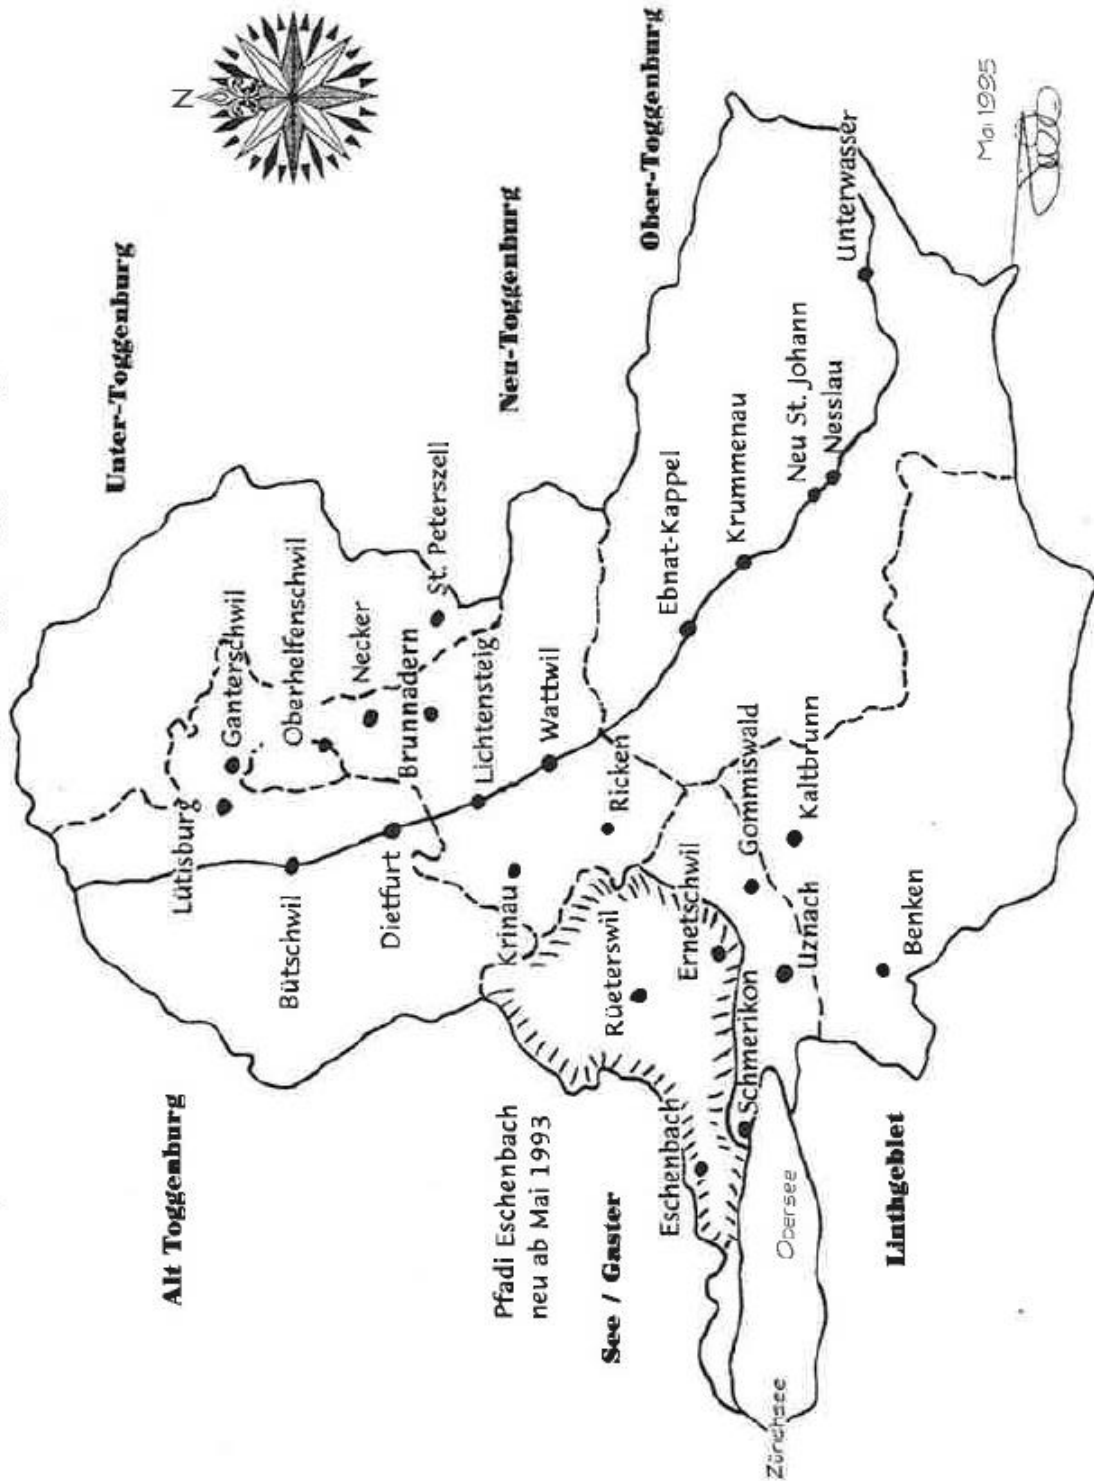 N
Unter-Toggenburg
Neu-Toggenburg
Ober-Toggenburg
Alt Toggenburg
Lütisburg
Ganterschwil
Oberhelfenschwil
Necker
Brunnadern
St. Peterszell
Bütschwil
Dietfurt
Lichtensteig
Wattwil
Krinau
Ricken
Ebnat-Kappel
Krummenau
Neu St. Johann
Nesslau
Unterwasser
Pfadi Eschenbach
neu ab Mai 1993
See / Gaster
Rüeterswil
Ernetschwil
Gommiswald
Kaltbrunn
Eschenbach
Schmerikon
Uznach
Benken
Obersee
Zürichsee
Linthgebiet
Mai 1995